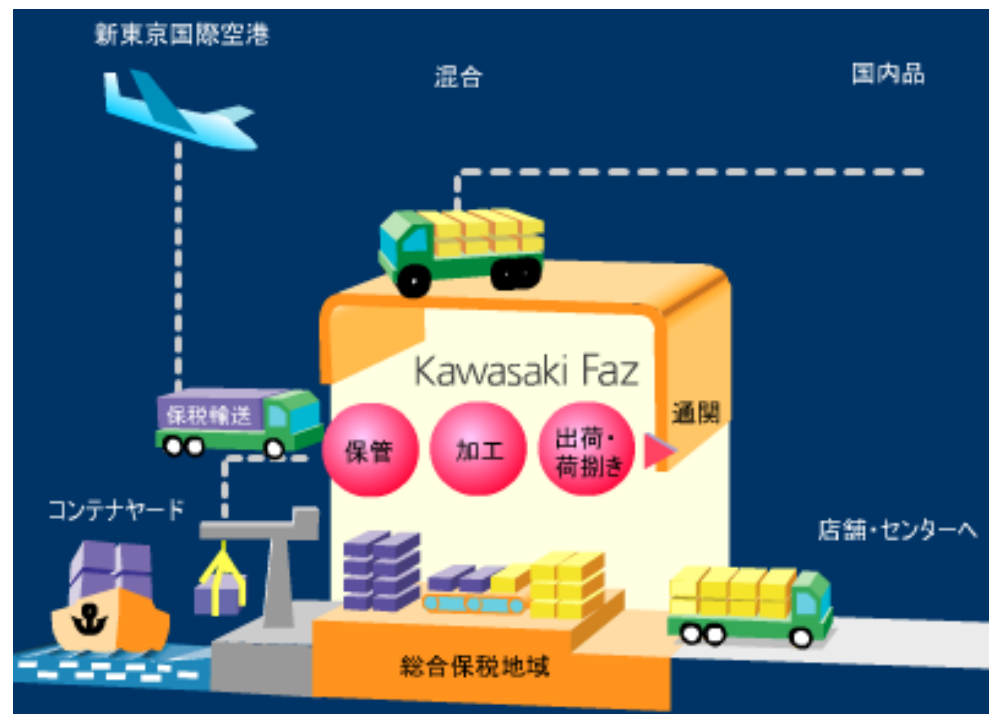 新東京国際空港
混合
国内品
Kawasaki Faz
通関
保税輸送
保管
加工
出荷・
荷捌き
コンテナヤード
店舗・センターへ
総合保税地域